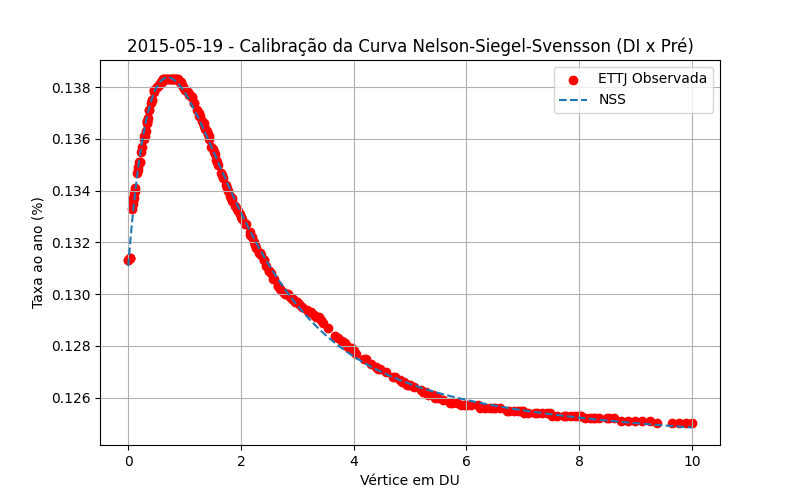 2015-05-19 - Calibração da Curva Nelson-Siegel-Svensson (DI x Pré)
ETTJ Observada
NSS
Taxa ao ano (%)
0.138
0.136
0.134
0.132
0.130
0.128
0.126
0 2 4 6 8 10
Vértice em DU